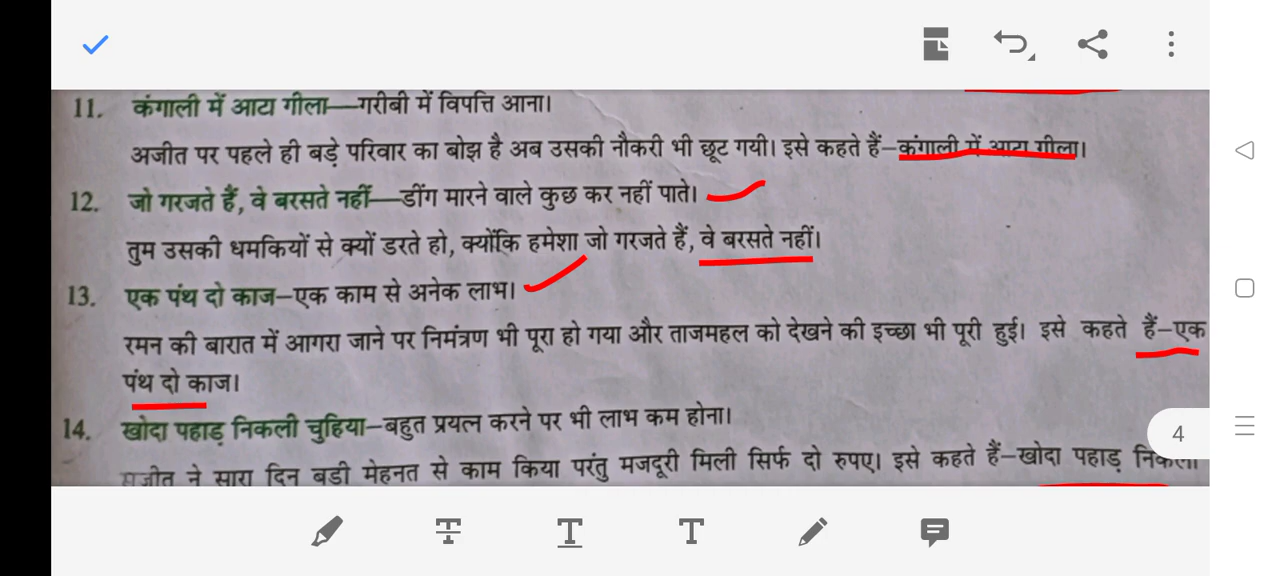 11. कंगाली में आटा गीला—गरीबी में विपत्ति आना।
अजीत पर पहले ही बड़े परिवार का बोझ है अब उसकी नौकरी भी छूट गयी। इसे कहते हैं–कंगाली में आटा गीला।
12. जो गरजते हैं, वे बरसते नहीं—डींग मारने वाले कुछ कर नहीं पाते।
तुम उसकी धमकियों से क्यों डरते हो, क्योंकि हमेशा जो गरजते हैं, वे बरसते नहीं।
13. एक पंथ दो काज–एक काम से अनेक लाभ।
रमन की बारात में आगरा जाने पर निमंत्रण भी पूरा हो गया और ताजमहल को देखने की इच्छा भी पूरी हुई। इसे कहते हैं–एक
पंथ दो काज।
14. खोदा पहाड़ निकली चुहिया–बहुत प्रयत्न करने पर भी लाभ कम होना।
4
ने सारा दिन बड़ी मेहनत से काम किया परंतु मजदूरी मिली सिर्फ दो रुपए। इसे कहते हैं–खोदा पहाड़ निकली